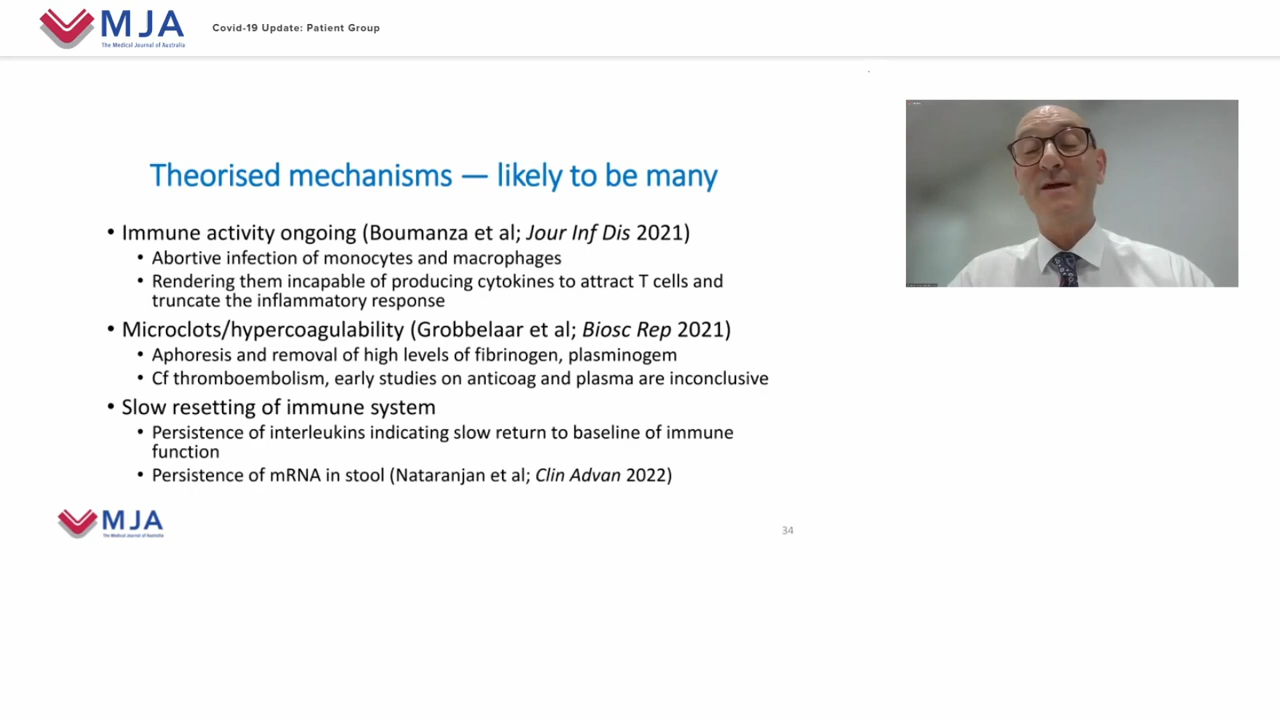 MJA
The Medical Journal of Australia
Covid-19 Update: Patient Group
Theorised mechanisms — likely to be many
• Immune activity ongoing (Boumanza et al; Jour Inf Dis 2021)
• Abortive infection of monocytes and macrophages
• Rendering them incapable of producing cytokines to attract T cells and
truncate the inflammatory response
• Microclots/hypercoagulability (Grobbelaar et al; Biosc Rep 2021)
• Aphoresis and removal of high levels of fibrinogen, plasminogem
• Cf thromboembolism, early studies on anticoag and plasma are inconclusive
• Slow resetting of immune system
• Persistence of interleukins indicating slow return to baseline of immune
function
• Persistence of mRNA in stool (Nataranjan et al; Clin Advan 2022)
MJA
The Medical Journal of Australia
34